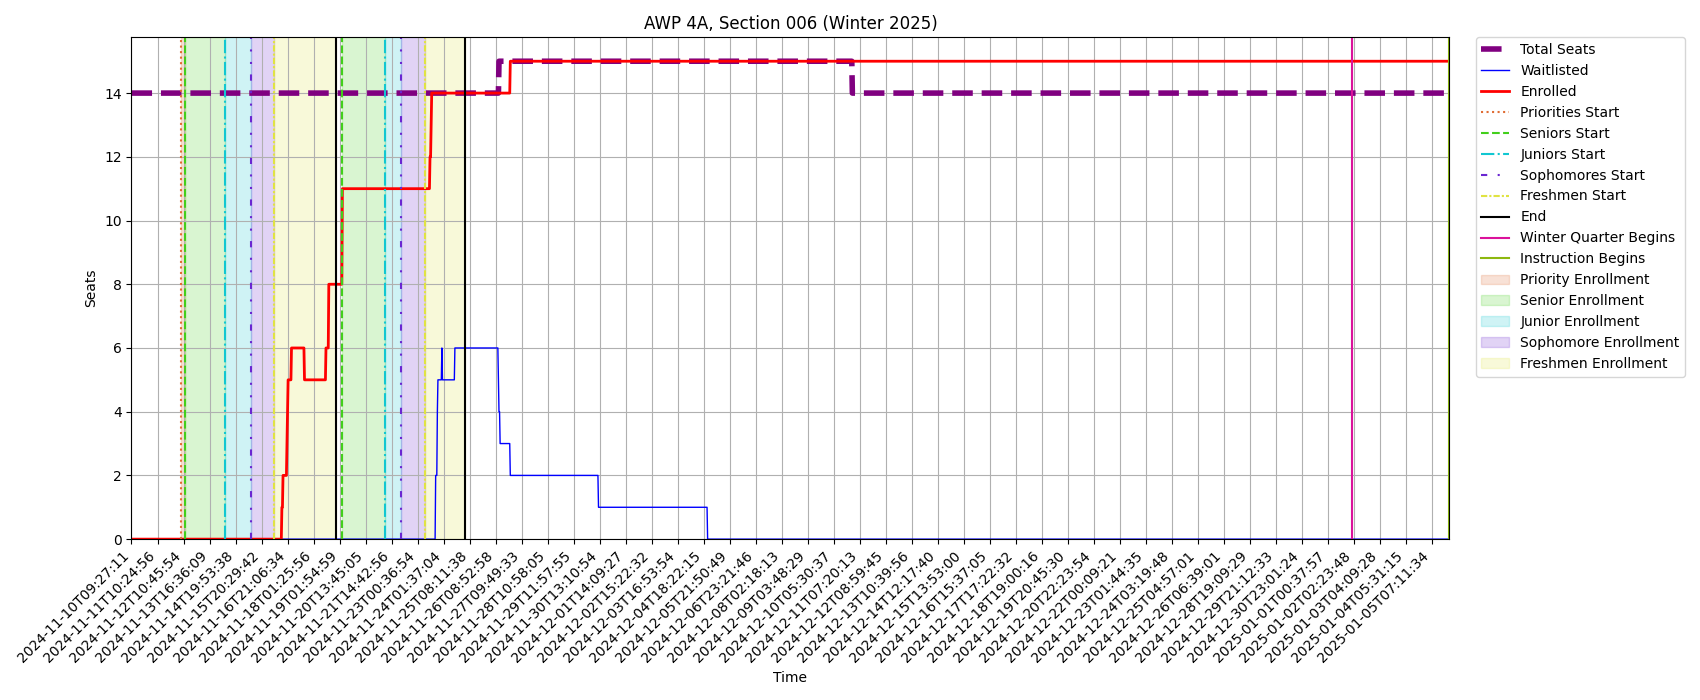 AWP 4A, Section 006 (Winter 2025)
Seats
14
12
10
8
6
4
2
0
2024-11-10T09:27:11
2024-11-11T10:24:56
2024-11-12T10:45:54
2024-11-13T16:36:09
2024-11-14T19:53:38
2024-11-15T20:29:42
2024-11-16T21:06:34
2024-11-18T01:25:56
2024-11-19T01:54:59
2024-11-20T13:45:05
2024-11-21T14:42:56
2024-11-23T00:36:54
2024-11-24T01:37:04
2024-11-25T08:11:38
2024-11-26T08:52:58
2024-11-27T09:49:33
2024-11-28T10:58:05
2024-11-29T11:57:55
2024-11-30T13:10:54
2024-12-01T14:09:27
2024-12-02T15:22:32
2024-12-03T16:53:54
2024-12-04T18:22:15
2024-12-05T21:50:49
2024-12-06T23:21:46
2024-12-08T02:18:13
2024-12-09T03:48:29
2024-12-10T05:30:37
2024-12-11T07:20:13
2024-12-12T08:59:45
2024-12-13T10:39:56
2024-12-14T12:17:40
2024-12-15T13:53:00
2024-12-16T15:37:05
2024-12-17T17:22:32
2024-12-18T19:00:16
2024-12-19T20:45:30
2024-12-20T22:23:54
2024-12-22T00:09:21
2024-12-23T01:44:35
2024-12-24T03:19:48
2024-12-25T04:57:01
2024-12-26T06:39:01
2024-12-28T19:09:29
2024-12-29T21:12:33
2024-12-30T23:01:24
2025-01-01T00:37:57
2025-01-02T02:23:48
2025-01-03T04:09:28
2025-01-04T05:31:15
2025-01-05T07:11:34
Time
Total Seats
Waitlisted
Enrolled
Priorities Start
Seniors Start
Juniors Start
Sophomores Start
Freshmen Start
End
Winter Quarter Begins
Instruction Begins
Priority Enrollment
Senior Enrollment
Junior Enrollment
Sophomore Enrollment
Freshmen Enrollment